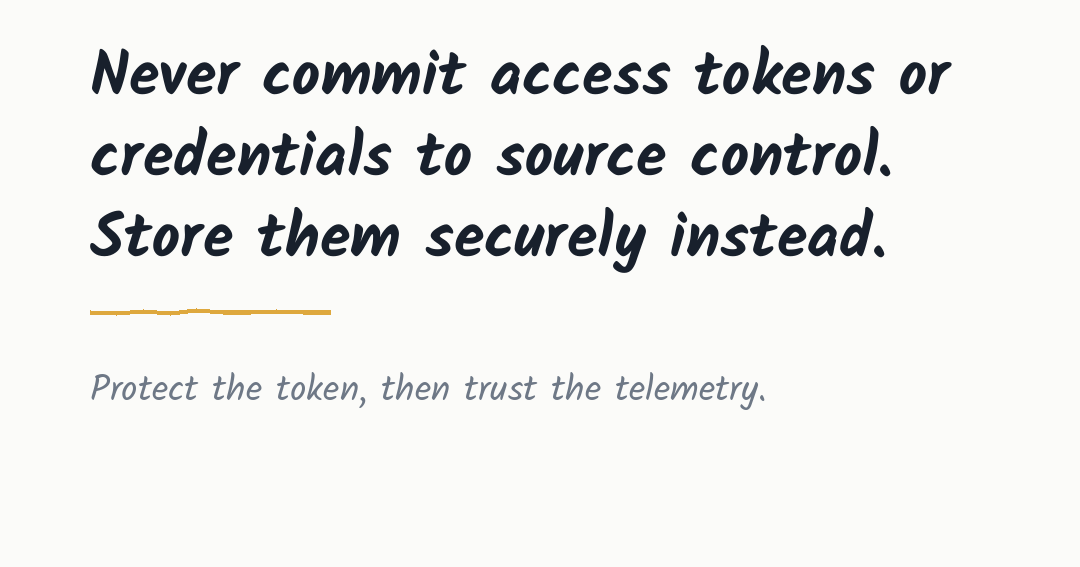 Never commit access tokens or
credentials to source control.
Store them securely instead.
Protect the token, then trust the telemetry.